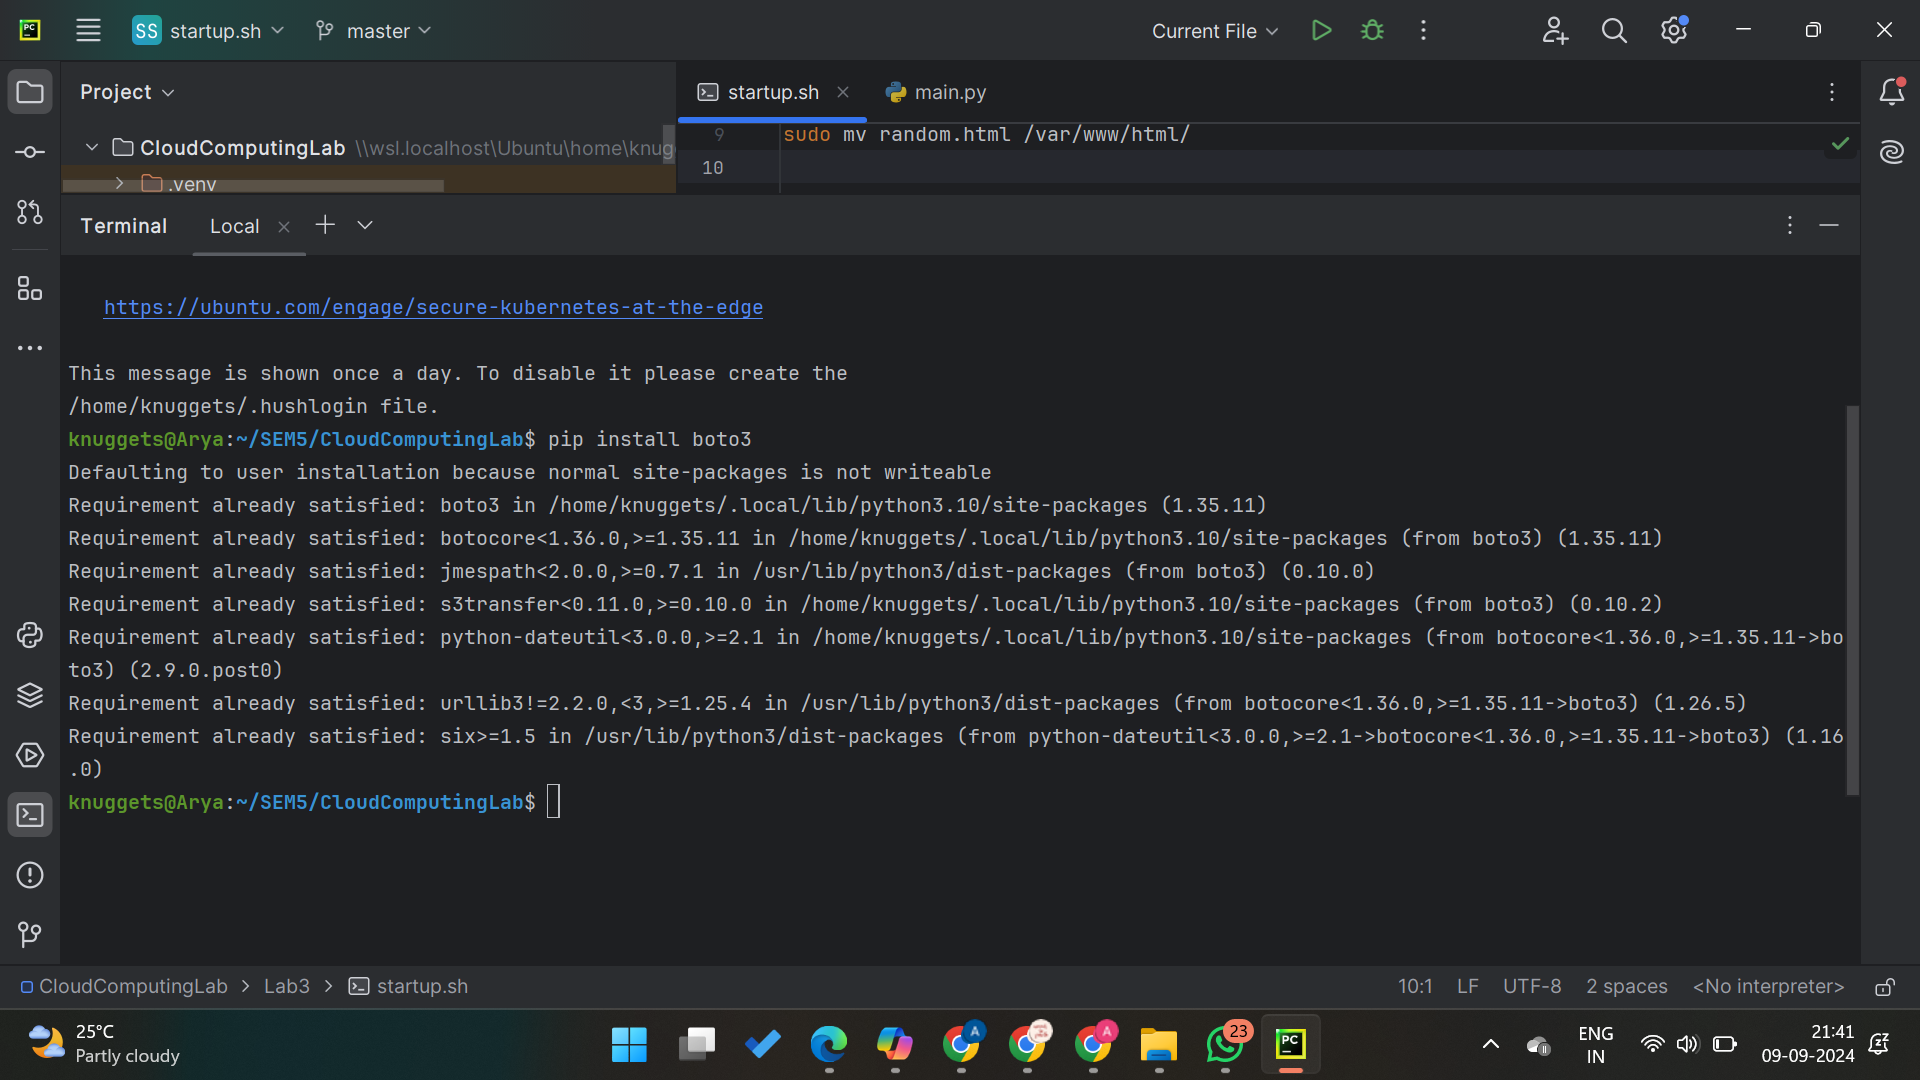 PC
SS startup.sh
master
Current File
Project
startup.sh
main.py
CloudComputingLab \\wsl.localhost\Ubuntu\home\knugg
.venv
9 sudo mv random.html /var/www/html/
10
Terminal
Local
https://ubuntu.com/engage/secure-kubernetes-at-the-edge
This message is shown once a day. To disable it please create the
/home/knuggets/.hushlogin file.
knuggets@Arya:~/SEM5/CloudComputingLab$ pip install boto3
Defaulting to user installation because normal site-packages is not writeable
Requirement already satisfied: boto3 in /home/knuggets/.local/lib/python3.10/site-packages (1.35.11)
Requirement already satisfied: botocore<1.36.0,>=1.35.11 in /home/knuggets/.local/lib/python3.10/site-packages (from boto3) (1.35.11)
Requirement already satisfied: jmespath<2.0.0,>=0.7.1 in /usr/lib/python3/dist-packages (from boto3) (0.10.0)
Requirement already satisfied: s3transfer<0.11.0,>=0.10.0 in /home/knuggets/.local/lib/python3.10/site-packages (from boto3) (0.10.2)
Requirement already satisfied: python-dateutil<3.0.0,>=2.1 in /home/knuggets/.local/lib/python3.10/site-packages (from botocore<1.36.0,>=1.35.11->bo
to3) (2.9.0.post0)
Requirement already satisfied: urllib3!=2.2.0,<3,>=1.25.4 in /usr/lib/python3/dist-packages (from botocore<1.36.0,>=1.35.11->boto3) (1.26.5)
Requirement already satisfied: six>=1.5 in /usr/lib/python3/dist-packages (from python-dateutil<3.0.0,>=2.1->botocore<1.36.0,>=1.35.11->boto3) (1.16
.0)
knuggets@Arya:~/SEM5/CloudComputingLab$
CloudComputingLab > Lab3 > startup.sh
10:1 LF UTF-8 2 spaces <No interpreter>
25°C
Partly cloudy
A
A
23
PC
ENG
IN
21:41
09-09-2024